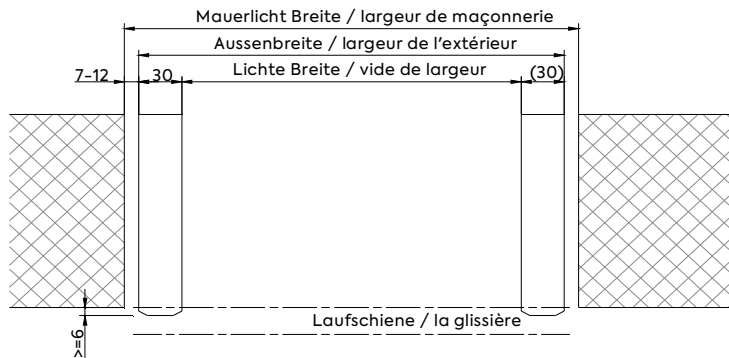 Mauerlicht Breite / largeur de maçonnerie
Aussenbreite / largeur de l'extérieur
7-12 30 Lichte Breite / vide de largeur (30)
Laufschiene / la glissière
>=6